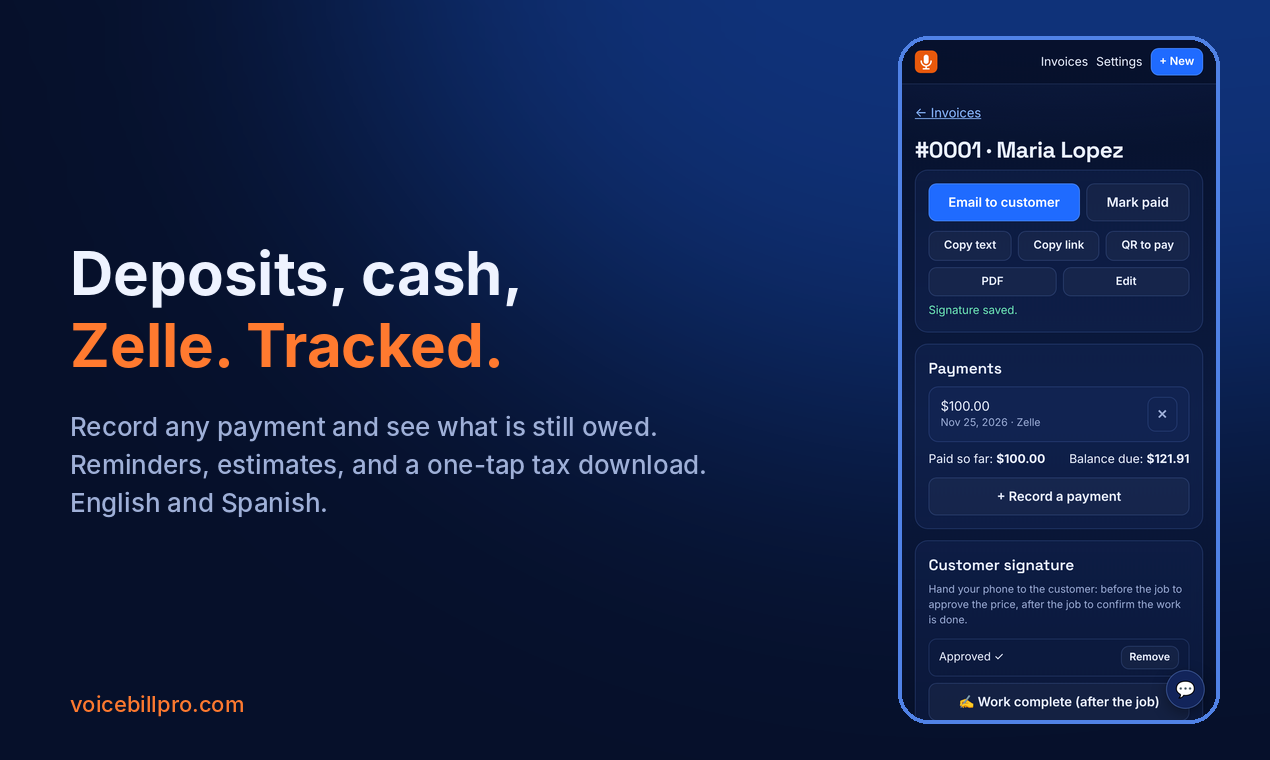 Deposits, cash,
Zelle. Tracked.
Record any payment and see what is still owed.
Reminders, estimates, and a one-tap tax download.
English and Spanish.
voicebillpro.com
Invoices Settings + New
← Invoices
#0001 · Maria Lopez
Email to customer Mark paid
Copy text Copy link QR to pay
PDF Edit
Signature saved.
Payments
$100.00
Nov 25, 2026 · Zelle
×
Paid so far: $100.00 Balance due: $121.91
+ Record a payment
Customer signature
Hand your phone to the customer: before the job to
approve the price, after the job to confirm the work
is done.
Approved ✓ Remove
✍️ Work complete (after the job)